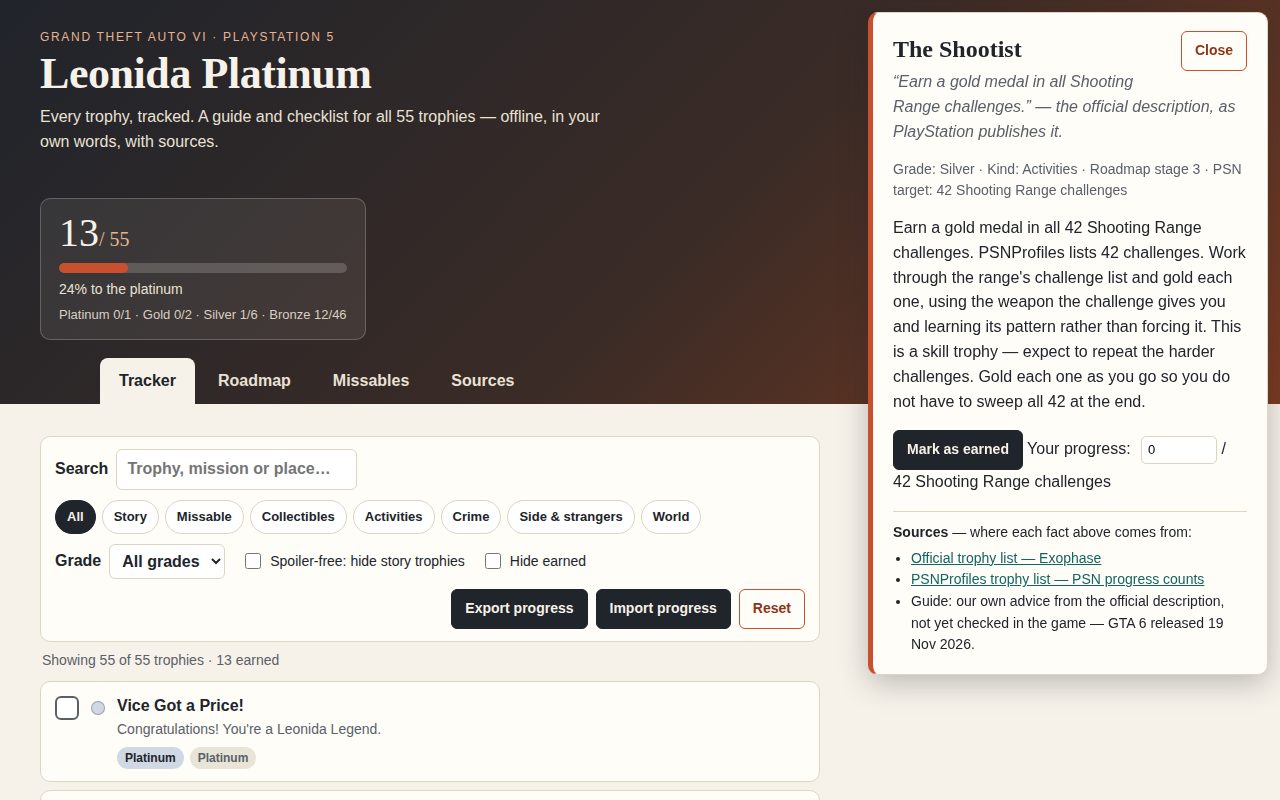 GRAND THEFT AUTO VI · PLAYSTATION 5
Leonida Platinum
Every trophy, tracked. A guide and checklist for all 55 trophies — offline, in your
own words, with sources.
13/ 55
24% to the platinum
Platinum 0/1 · Gold 0/2 · Silver 1/6 · Bronze 12/46
Tracker Roadmap Missables Sources
Search Trophy, mission or place…
All Story Missable Collectibles Activities Crime Side & strangers World
Grade All grades Spoiler-free: hide story trophies Hide earned
Export progress Import progress Reset
Showing 55 of 55 trophies · 13 earned
Vice Got a Price!
Congratulations! You're a Leonida Legend.
Platinum Platinum
The Shootist
Close
“Earn a gold medal in all Shooting
Range challenges.” — the official description, as
PlayStation publishes it.
Grade: Silver · Kind: Activities · Roadmap stage 3 · PSN
target: 42 Shooting Range challenges
Earn a gold medal in all 42 Shooting Range
challenges. PSNProfiles lists 42 challenges. Work
through the range's challenge list and gold each
one, using the weapon the challenge gives you
and learning its pattern rather than forcing it. This
is a skill trophy — expect to repeat the harder
challenges. Gold each one as you go so you do
not have to sweep all 42 at the end.
Mark as earned Your progress: 0 /
42 Shooting Range challenges
Sources — where each fact above comes from:
• Official trophy list — Exophase
• PSNProfiles trophy list — PSN progress counts
• Guide: our own advice from the official description,
not yet checked in the game — GTA 6 released 19
Nov 2026.